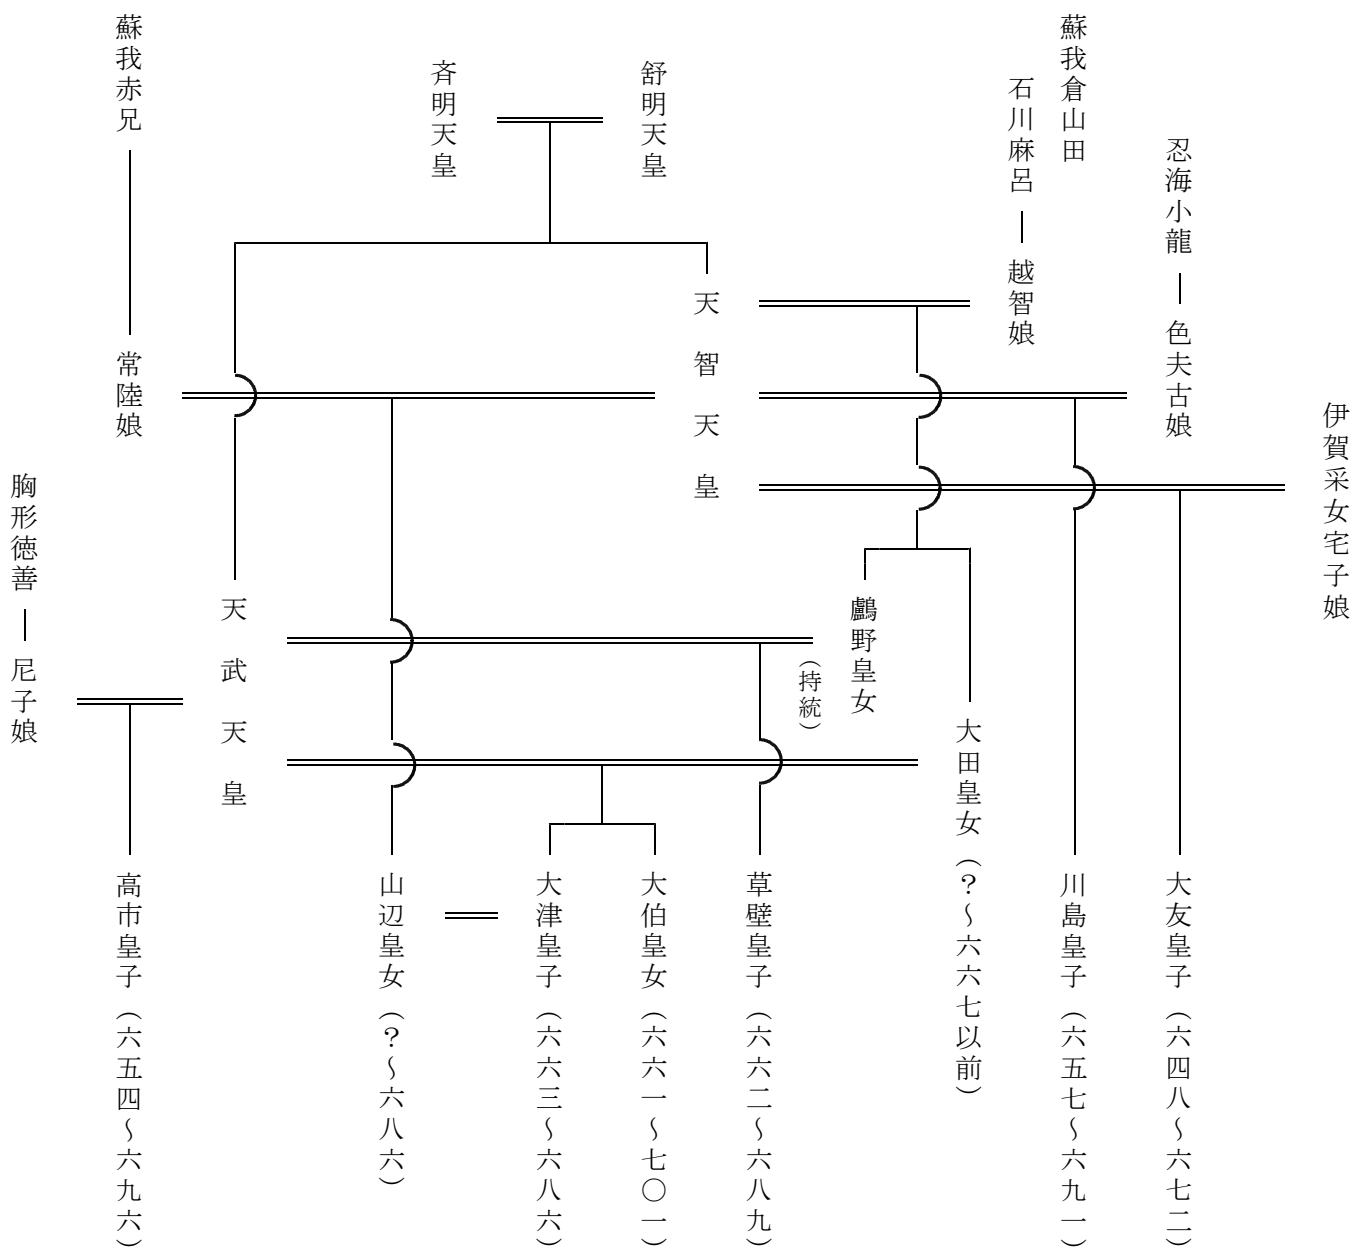 伊賀采女宅子娘
忍海小龍
色夫古娘
大友皇子（六四八～六七二）
蘇我倉山田
石川麻呂
越智娘
川島皇子（六五七～六九一）
大田皇女（？～六六七以前）
鸕野皇女
（持統）
草壁皇子（六六二～六八九）
舒明天皇
斉明天皇
天智天皇
大伯皇女（六六一～七〇一）
大津皇子（六六三～六八六）
山辺皇女（？～六八六）
天武天皇
蘇我赤兄
常陸娘
高市皇子（六五四～六九六）
胸形徳善
尼子娘